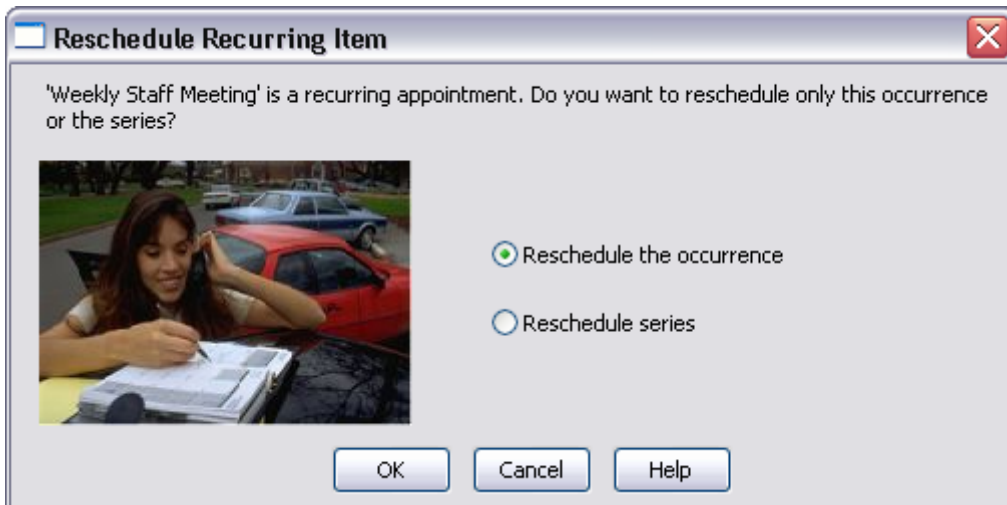 Reschedule Recurring Item
'Weekly Staff Meeting' is a recurring appointment. Do you want to reschedule only this occurrence
or the series?
Reschedule the occurrence
Reschedule series
OK Cancel Help